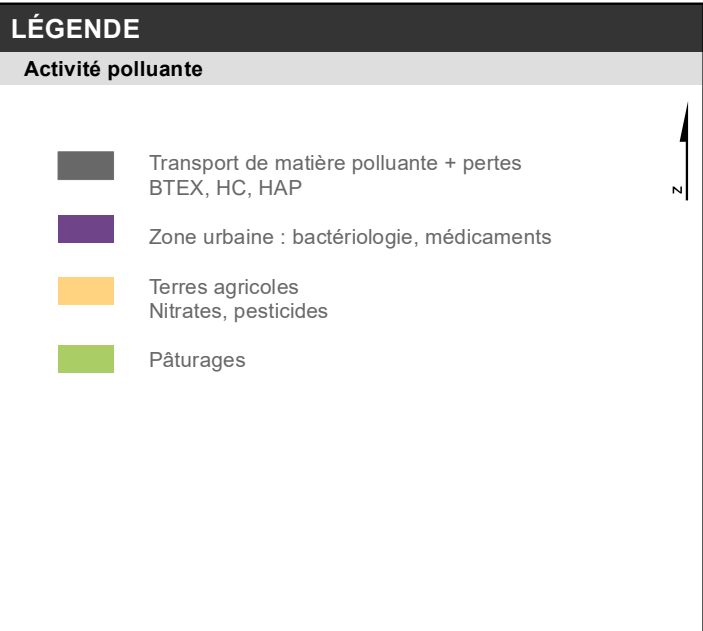 LÉGENDE
Activité polluante
Transport de matière polluante + pertes
BTEX, HC, HAP
N
Zone urbaine : bactériologie, médicaments
Terres agricoles
Nitrates, pesticides
Pâturages